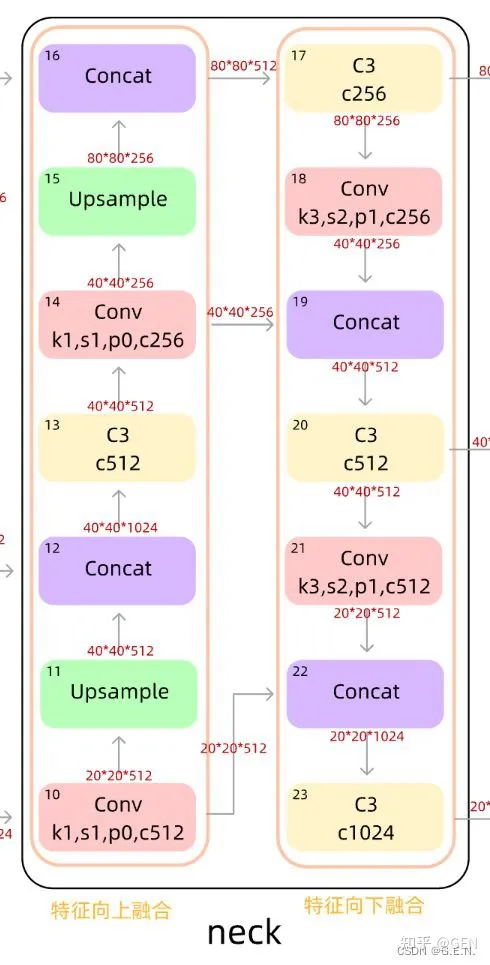 16
Concat
80*80*512
17
C3
c256
80
80*80*256
80*80*256
15
Upsample
18
Conv
k3,s2,p1,c256
6
40*40*256
40*40*256
14
Conv
k1,s1,p0,c256
40*40*256
19
Concat
40*40*512
40*40*512
13
C3
c512
20
C3
c512
40*
40*40*1024
40*40*512
2
12
Concat
21
Conv
k3,s2,p1,c512
40*40*512
20*20*512
11
Upsample
22
Concat
20*20*512
20*20*512
20*20*1024
10
Conv
k1,s1,p0,c512
23
C3
c1024
20*
24
特征向上融合
特征向下融合
neck
知乎 @GEN
CSDN @G.E.N.